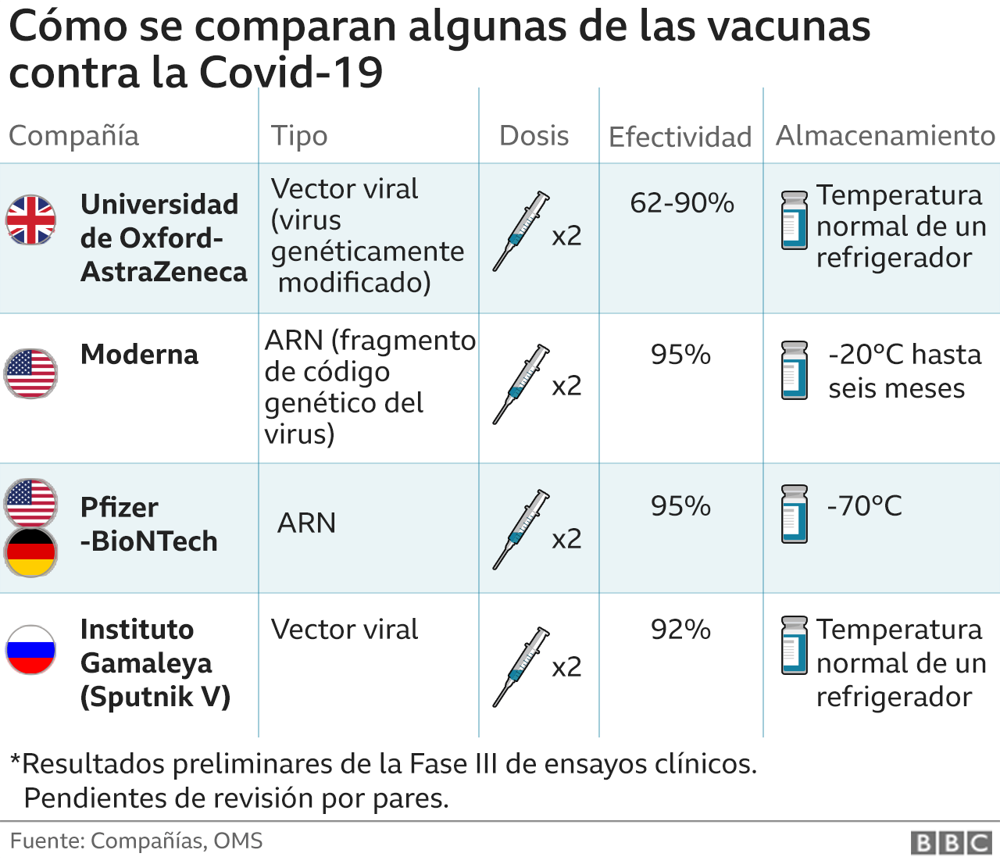 Cómo se comparan algunas de las vacunas
contra la Covid-19
Compañía
Tipo
Dosis
Efectividad
Almacenamiento
Universidad
de Oxford-
AstraZeneca
Vector viral
(virus
genéticamente
modificado)
x2
62-90%
Temperatura
normal de un
refrigerador
Moderna
ARN (fragmento
de código
genético del
virus)
x2
95%
-20°C hasta
seis meses
Pfizer
-BioNTech
ARN
x2
95%
-70°C
Instituto
Gamaleya
(Sputnik V)
Vector viral
x2
92%
Temperatura
normal de un
refrigerador
*Resultados preliminares de la Fase III de ensayos clínicos.
Pendientes de revisión por pares.
Fuente: Compañías, OMS
BBC